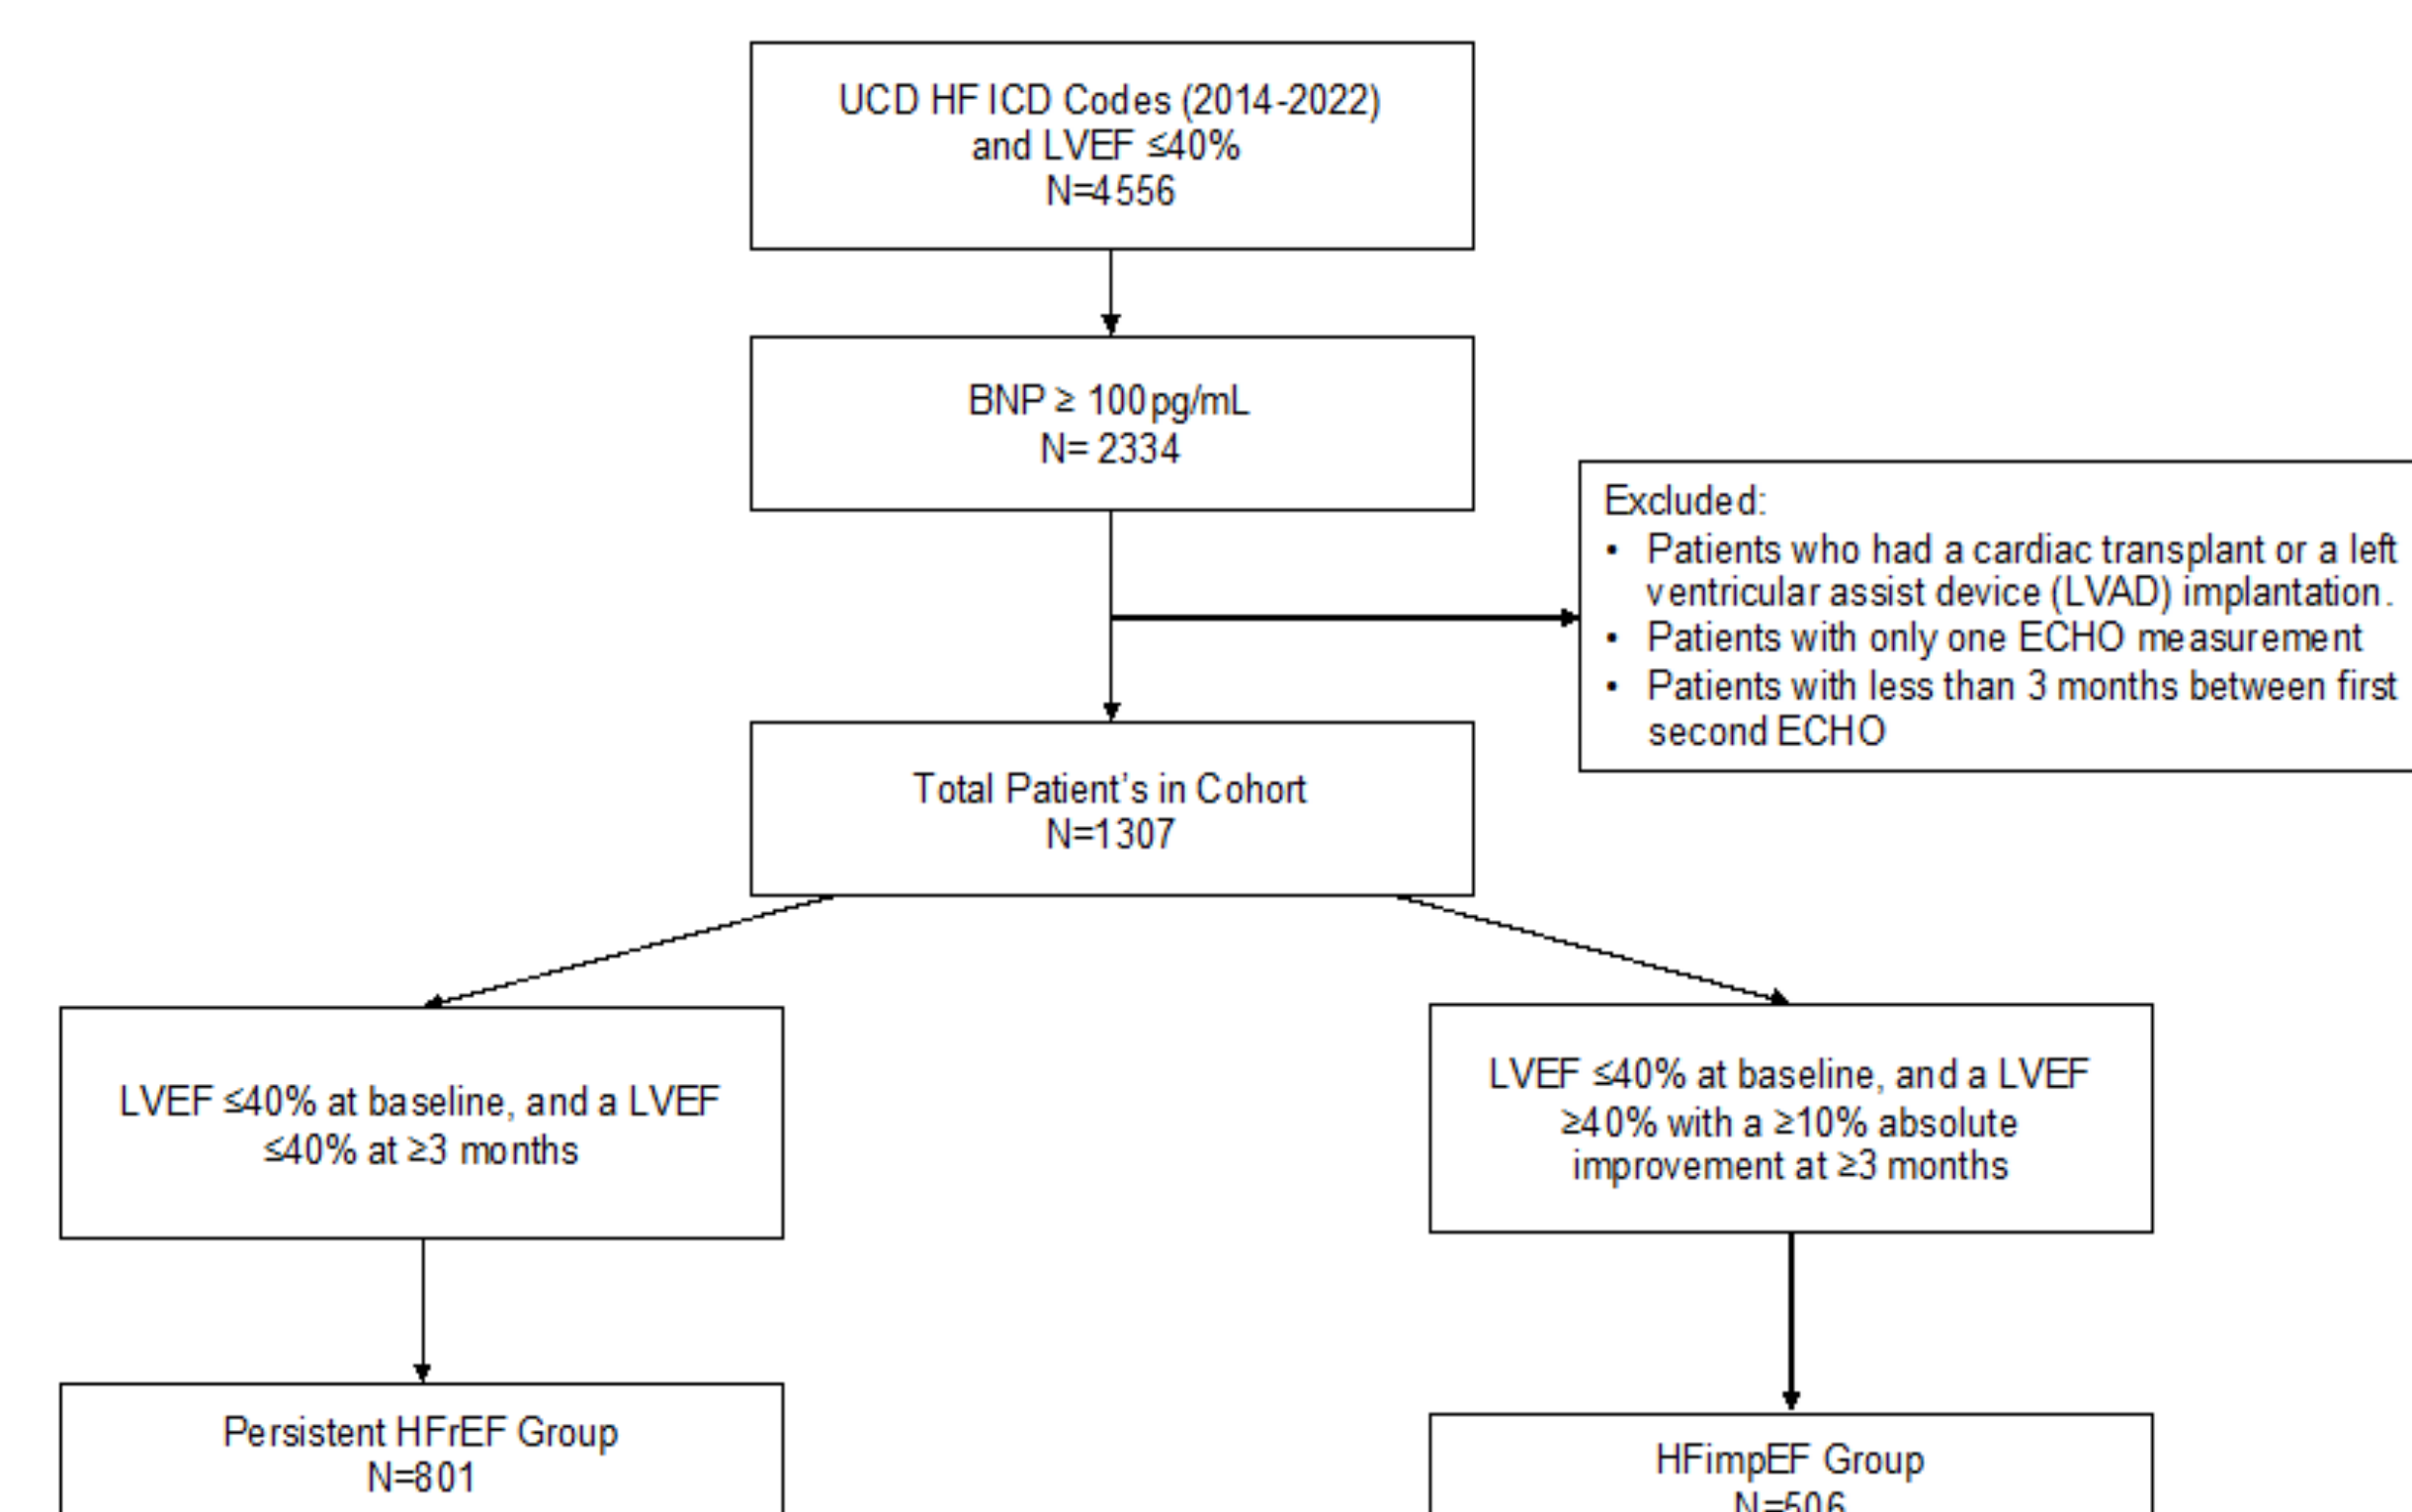 UCD HF ICD Codes (2014-2022)
and LVEF ≤40%
N=4556
BNP ≥ 100pg/mL
N= 2334
Excluded:
• Patients who had a cardiac transplant or a left
ventricular assist device (LVAD) implantation.
• Patients with only one ECHO measurement
• Patients with less than 3 months between first
second ECHO
Total Patient's in Cohort
N=1307
LVEF ≤40% at baseline, and a LVEF
≤40% at ≥3 months
LVEF ≤40% at baseline, and a LVEF
≥40% with a ≥10% absolute
improvement at ≥3 months
Persistent HFrEF Group
N=801
HFimpEF Group
N=506